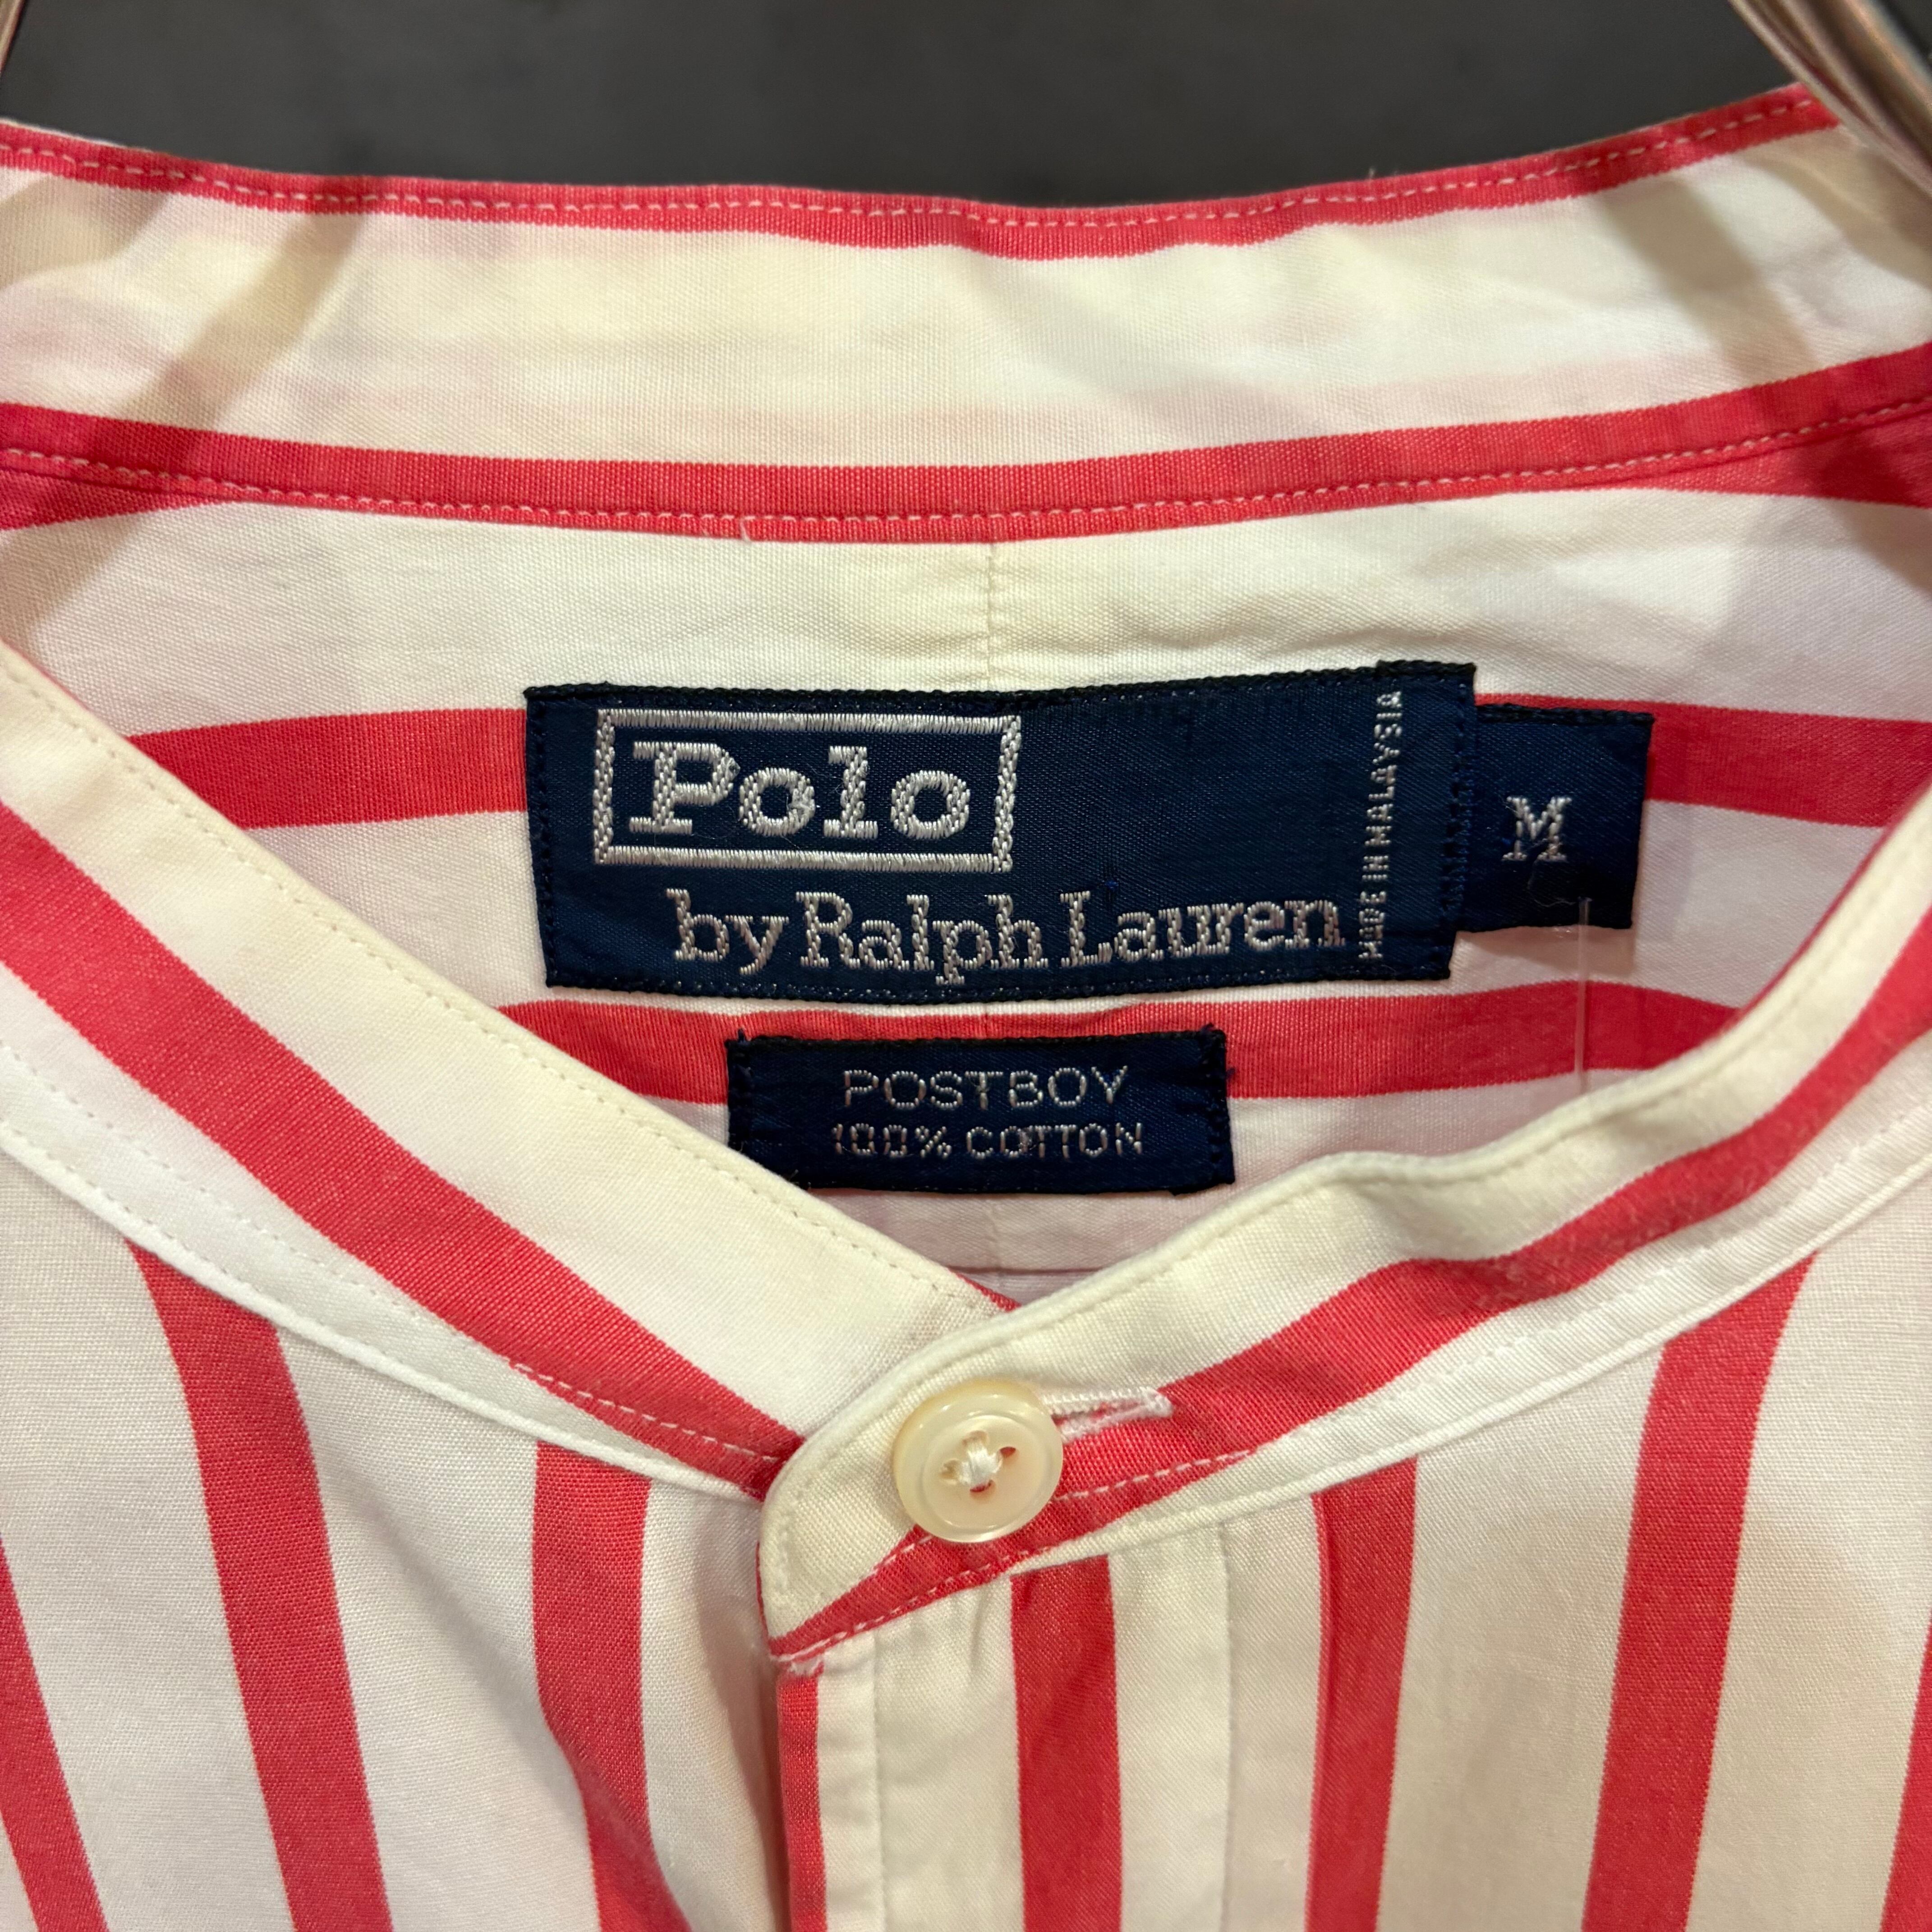 Polo
by Ralph Lauren
MADE IN MALAYSIA
M
POSTBOY
100% COTTON